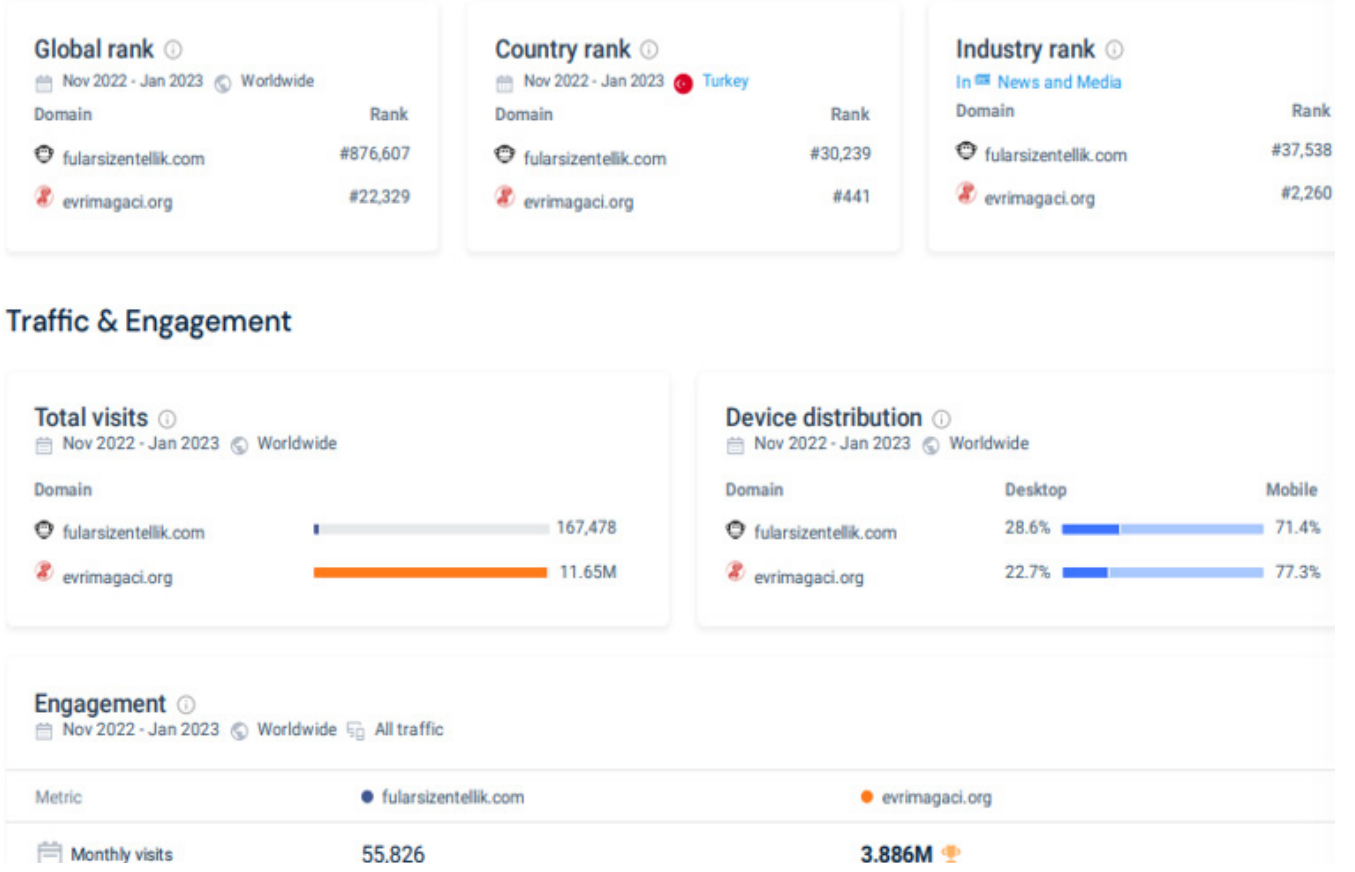 Global rank
Nov 2022 - Jan 2023 Worldwide
Domain Rank
fularsizentellik.com #876,607
evrimagaci.org #22,329
Country rank
Nov 2022 - Jan 2023 Turkey
Domain Rank
fularsizentellik.com #30,239
evrimagaci.org #441
Industry rank
In News and Media
Domain Rank
fularsizentellik.com #37,538
evrimagaci.org #2,260
Traffic & Engagement
Total visits
Nov 2022 - Jan 2023 Worldwide
Domain
fularsizentellik.com 167,478
evrimagaci.org 11.65M
Device distribution
Nov 2022 - Jan 2023 Worldwide
Domain Desktop Mobile
fularsizentellik.com 28.6% 71.4%
evrimagaci.org 22.7% 77.3%
Engagement
Nov 2022 - Jan 2023 Worldwide All traffic
Metric fularsizentellik.com evrimagaci.org
Monthly visits 55,826 3.886M